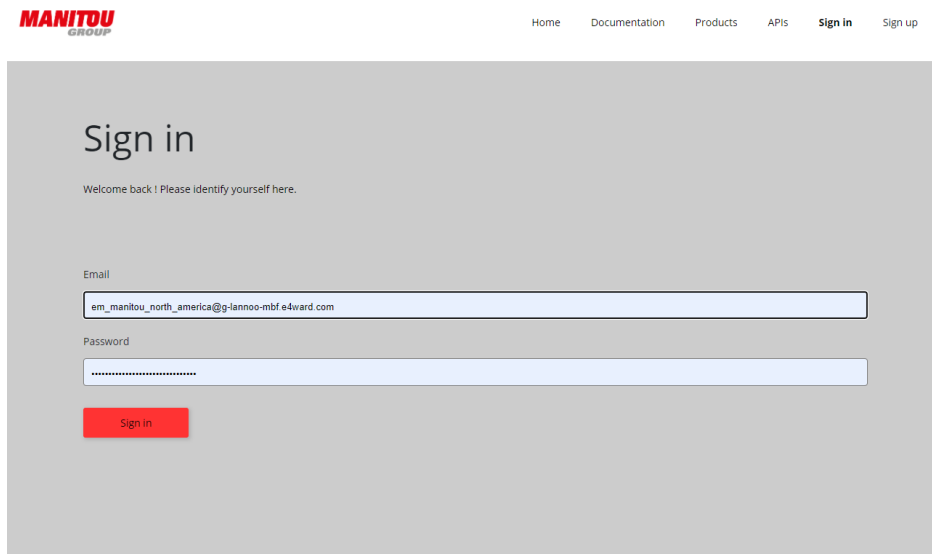 MANITOU
GROUP
Home Documentation Products APIs Sign in Sign up
Sign in
Welcome back ! Please identify yourself here.
Email
em_manitou_north_america@g-lannoo-mbf.e4ward.com
Password
Sign in